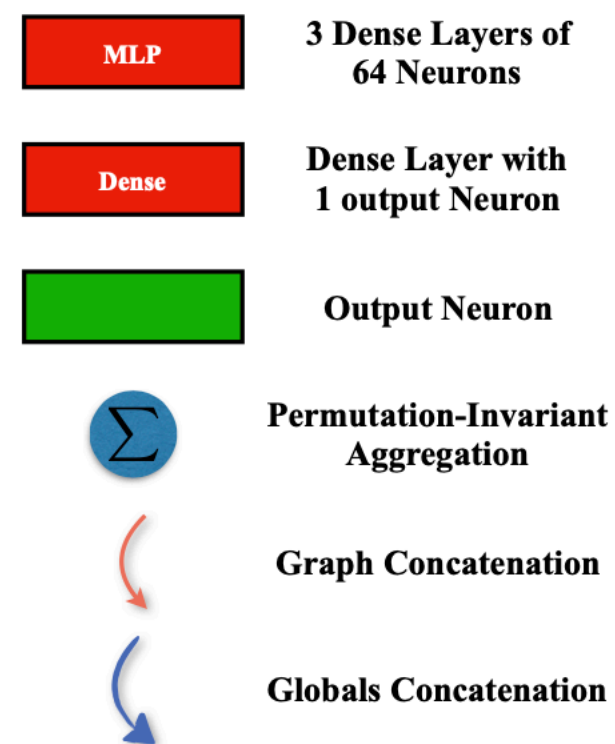 MLP
3 Dense Layers of
64 Neurons
Dense
Dense Layer with
1 output Neuron
Output Neuron
Σ
Permutation-Invariant
Aggregation
Graph Concatenation
Globals Concatenation